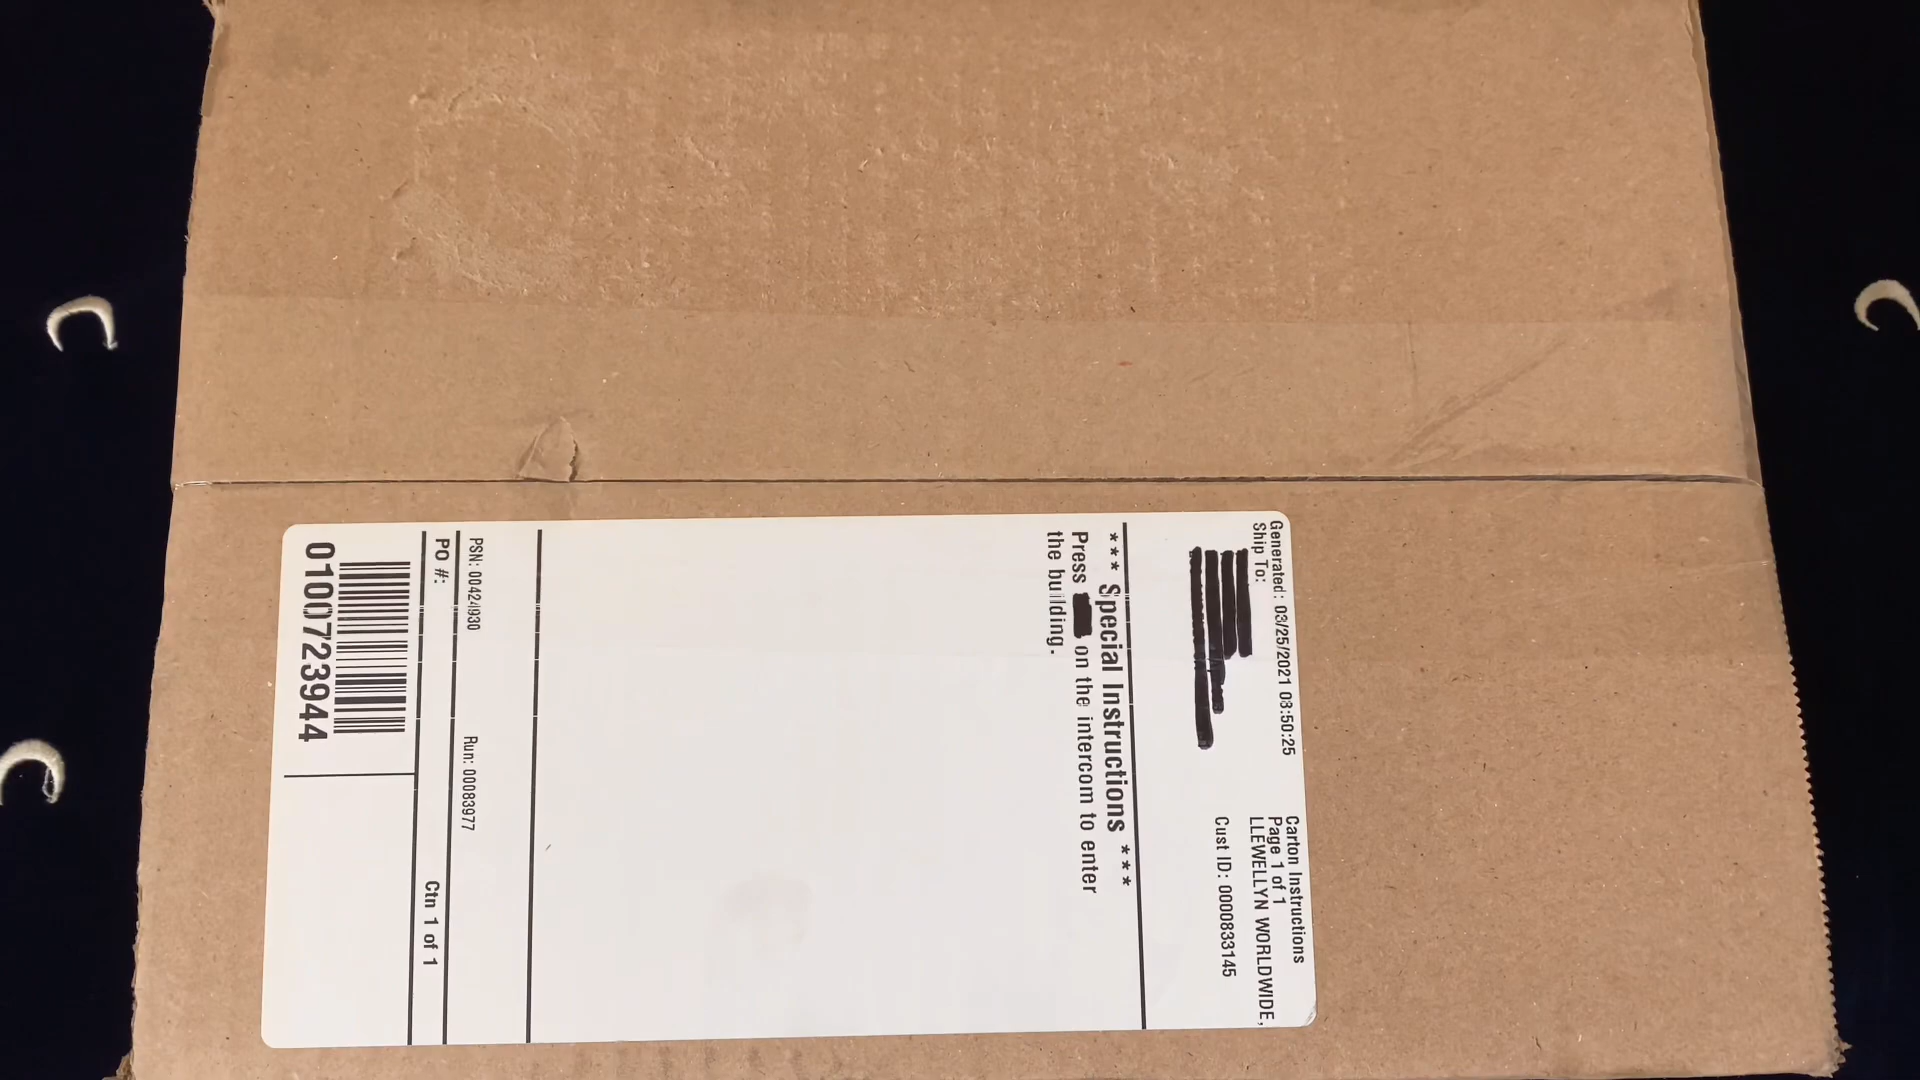 Generated: 03/25/2021 08:50:25
Ship To:
Carton Instructions
Page 1 of 1
LLEWELLYN WORLDWIDE,
Cust ID: 0000833145
*** Special Instructions ***
Press on the intercom to enter
the building.
PSN: 00424930
Run: 00083977
PO #:
Ctn 1 of 1
0100723944